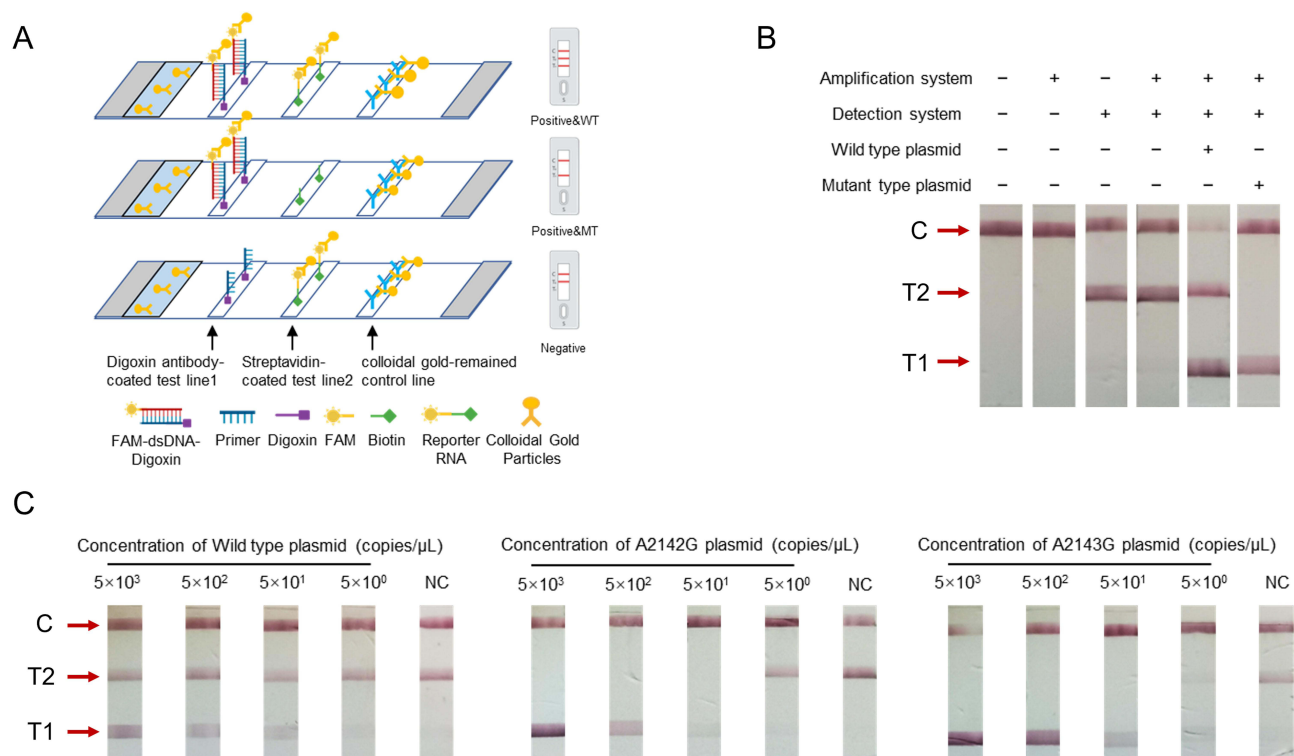 A
Positive&WT
Positive&MT
Negative
Digoxin antibody-
coated test line1
Streptavidin-
coated test line2
colloidal gold-remained
control line
FAM-dsDNA-
Digoxin
Primer
Digoxin
FAM
Biotin
Reporter
RNA
Colloidal Gold
Particles
B
Amplification system – + – + + +
Detection system – – + + + +
Wild type plasmid – – – – + –
Mutant type plasmid – – – – – +
C
T2
T1
C
Concentration of Wild type plasmid (copies/μL)
5×10³ 5×10² 5×10¹ 5×10⁰ NC
Concentration of A2142G plasmid (copies/μL)
5×10³ 5×10² 5×10¹ 5×10⁰ NC
Concentration of A2143G plasmid (copies/μL)
5×10³ 5×10² 5×10¹ 5×10⁰ NC
C
T2
T1